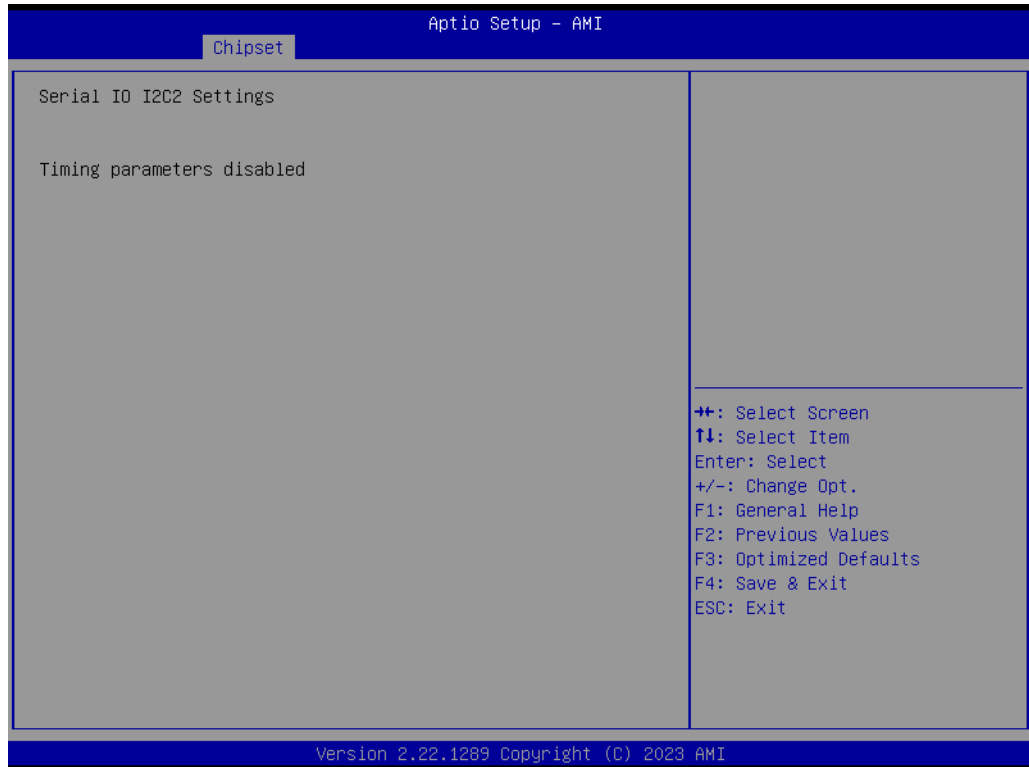 Aptio Setup – AMI
Chipset
Serial IO I2C2 Settings
Timing parameters disabled
→←: Select Screen
↑↓: Select Item
Enter: Select
+/-: Change Opt.
F1: General Help
F2: Previous Values
F3: Optimized Defaults
F4: Save & Exit
ESC: Exit
Version 2.22.1289 Copyright (C) 2023 AMI